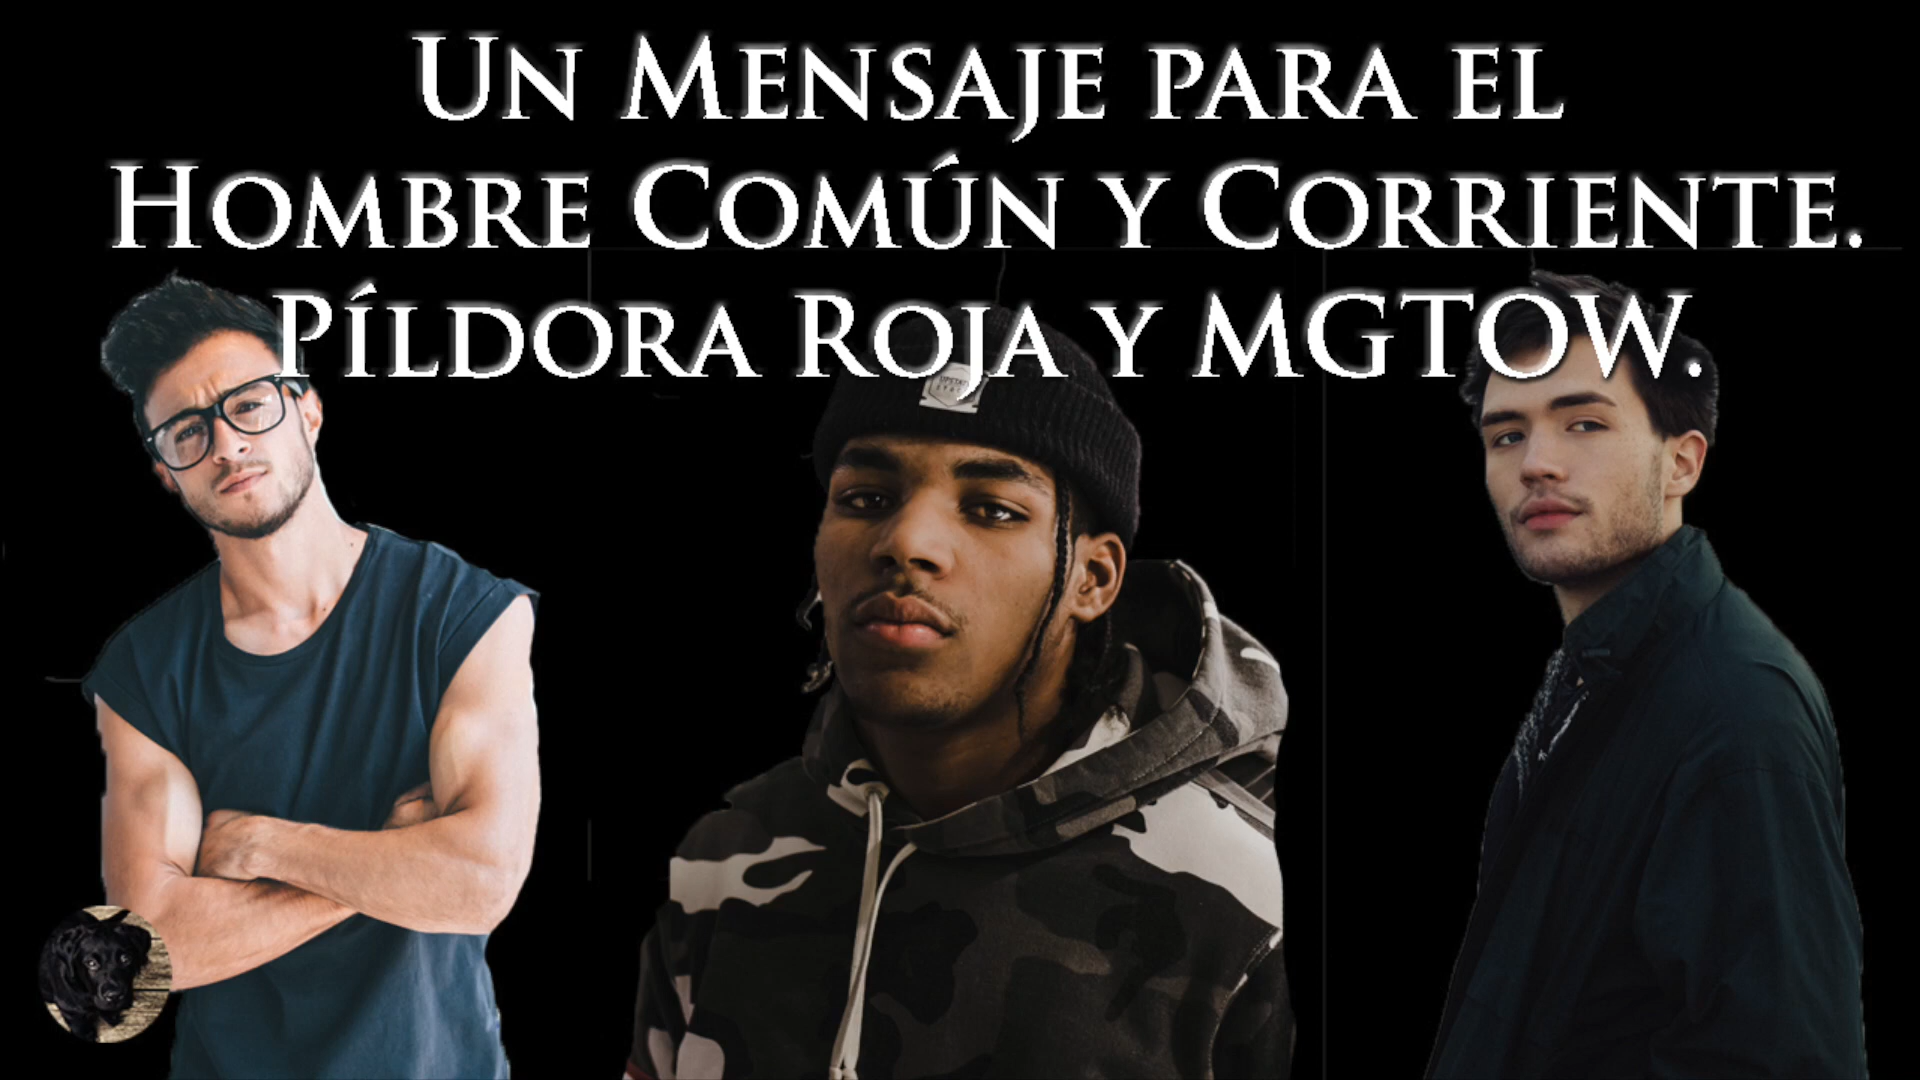 Un Mensaje para el
Hombre Común y Corriente.
Píldora Roja y MGTOW.